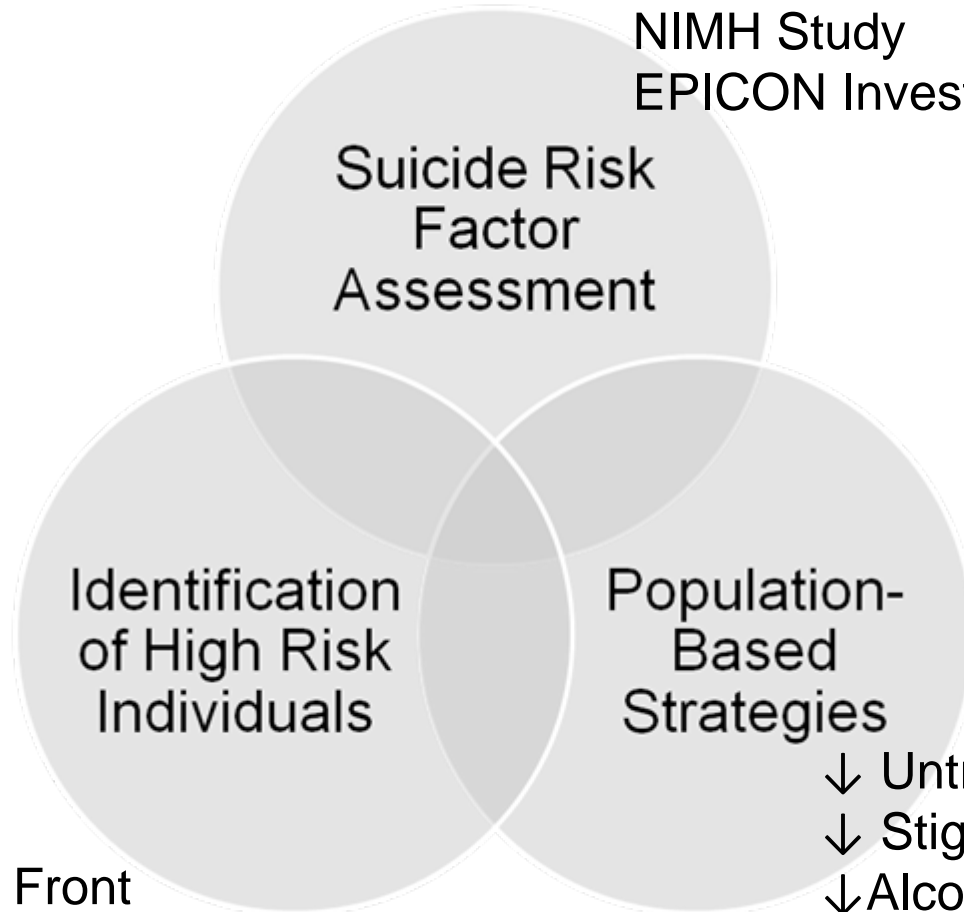 NIMH Study
EPICON Invest
Suicide Risk
Factor
Assessment
Identification
of High Risk
Individuals
Population-
Based
Strategies
↓ Untr
↓ Stig
↓Alco
Front